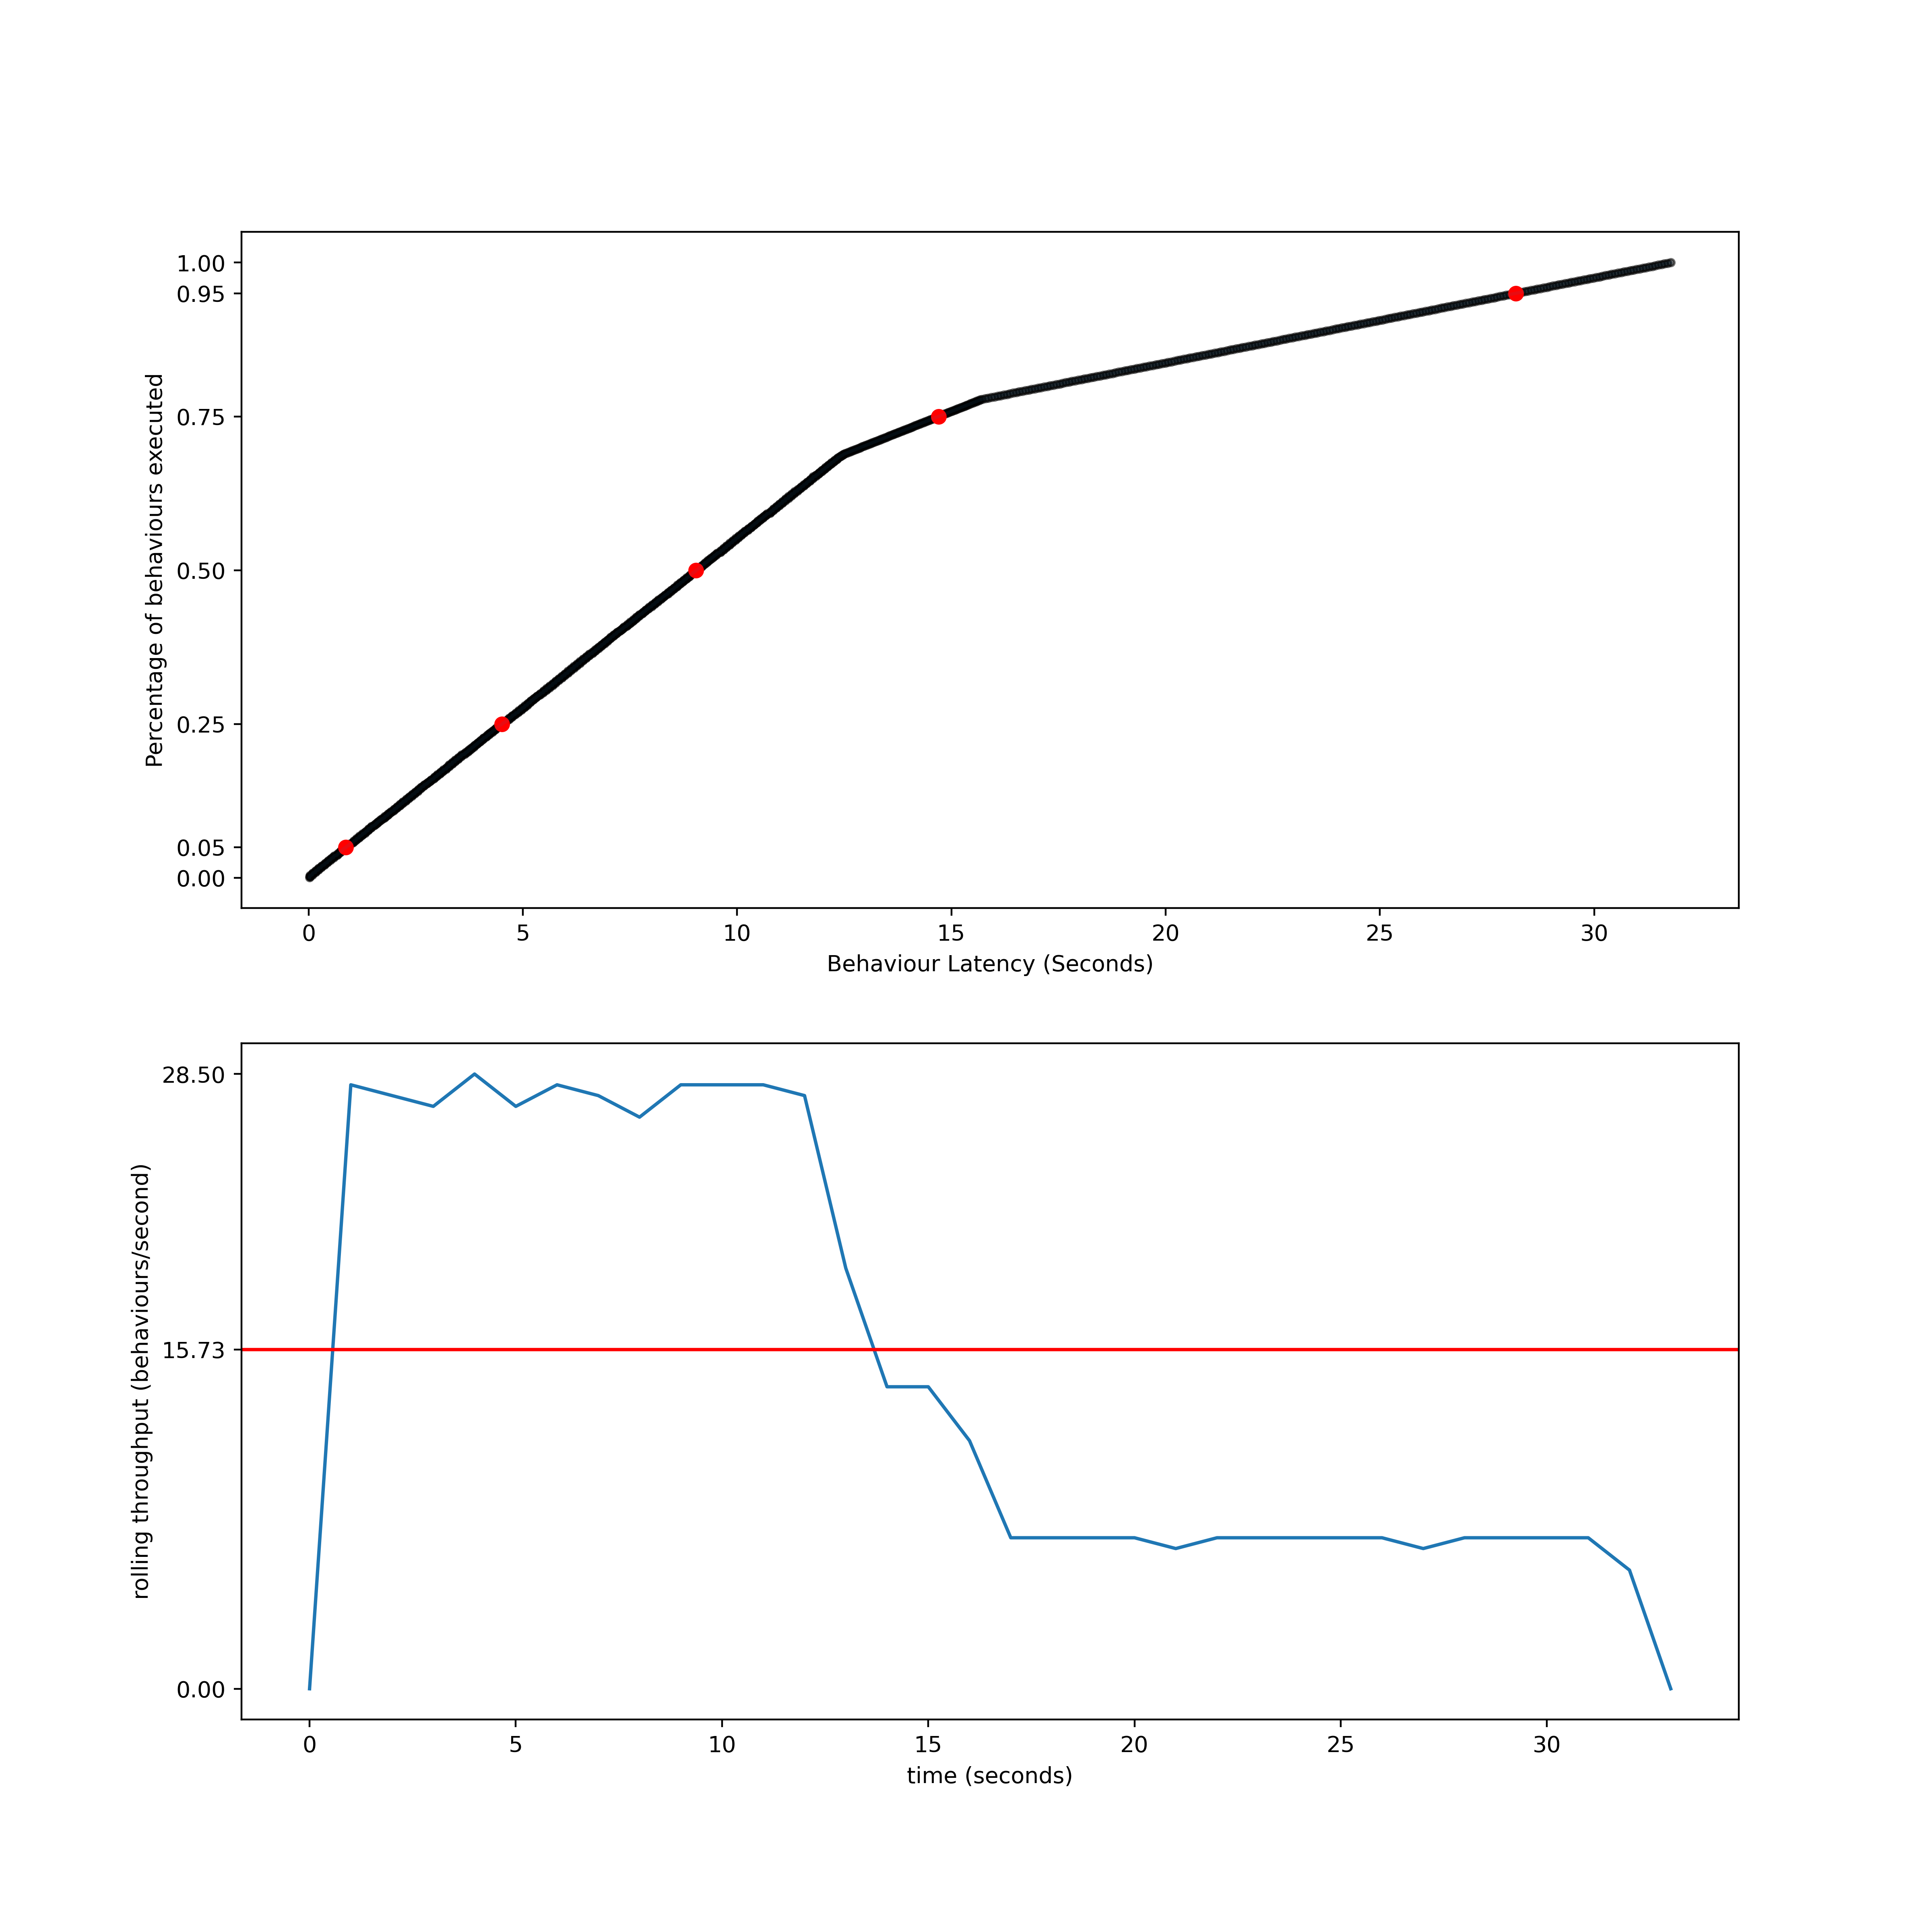 1.00
0.95
0.75
0.50
0.25
0.05
0.00
Percentage of behaviours executed
0 5 10 15 20 25 30
Behaviour Latency (Seconds)
28.50
15.73
0.00
rolling throughput (behaviours/second)
0 5 10 15 20 25 30
time (seconds)